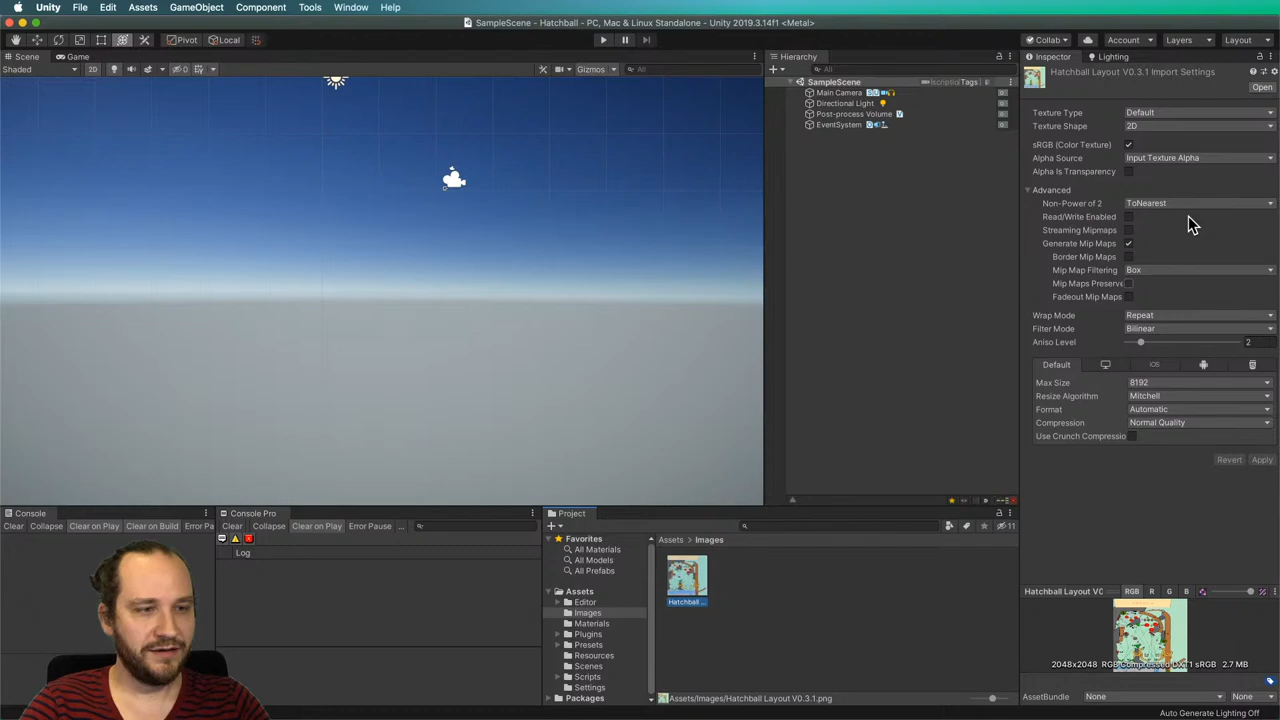 Unity File Edit Assets GameObject Component Tools Window Help
SampleScene - Hatchball - PC, Mac & Linux Standalone - Unity 2019.3.14f1 <Metal>
Pivot Local Collab Account Layers Layout
Scene Game Hierarchy Inspector Lighting
Shaded 2D 0 Gizmos All All
Hatchball Layout V0.3.1 Import Settings
Open
SampleScene Tags
Main Camera
Directional Light
Post-process Volume
EventSystem
Texture Type Default
Texture Shape 2D
sRGB (Color Texture)
Alpha Source Input Texture Alpha
Alpha Is Transparency
Advanced
Non-Power of 2 ToNearest
Read/Write Enabled
Streaming Mipmaps
Generate Mip Maps
Border Mip Maps
Mip Map Filtering Box
Mip Maps Preserve
Fadeout Mip Maps
Wrap Mode Repeat
Filter Mode Bilinear
Aniso Level 2
Default iOS
Max Size 8192
Resize Algorithm Mitchell
Format Automatic
Compression Normal Quality
Use Crunch Compressio
Revert Apply
Console Console Pro Project
Clear Collapse Clear on Play Clear on Build Error Pa Clear Collapse Clear on Play Error Pause ... 11
Log
Favorites
All Materials
All Models
All Prefabs
Assets
Editor
Images
Materials
Plugins
Presets
Resources
Scenes
Scripts
Settings
Packages
Assets > Images
Hatchball ...
Assets/Images/Hatchball Layout V0.3.1.png
Hatchball Layout V0 RGB R G B
2048x2048 RGB Compressed DXT1 sRGB 2.7 MB
AssetBundle None None
Auto Generate Lighting Off